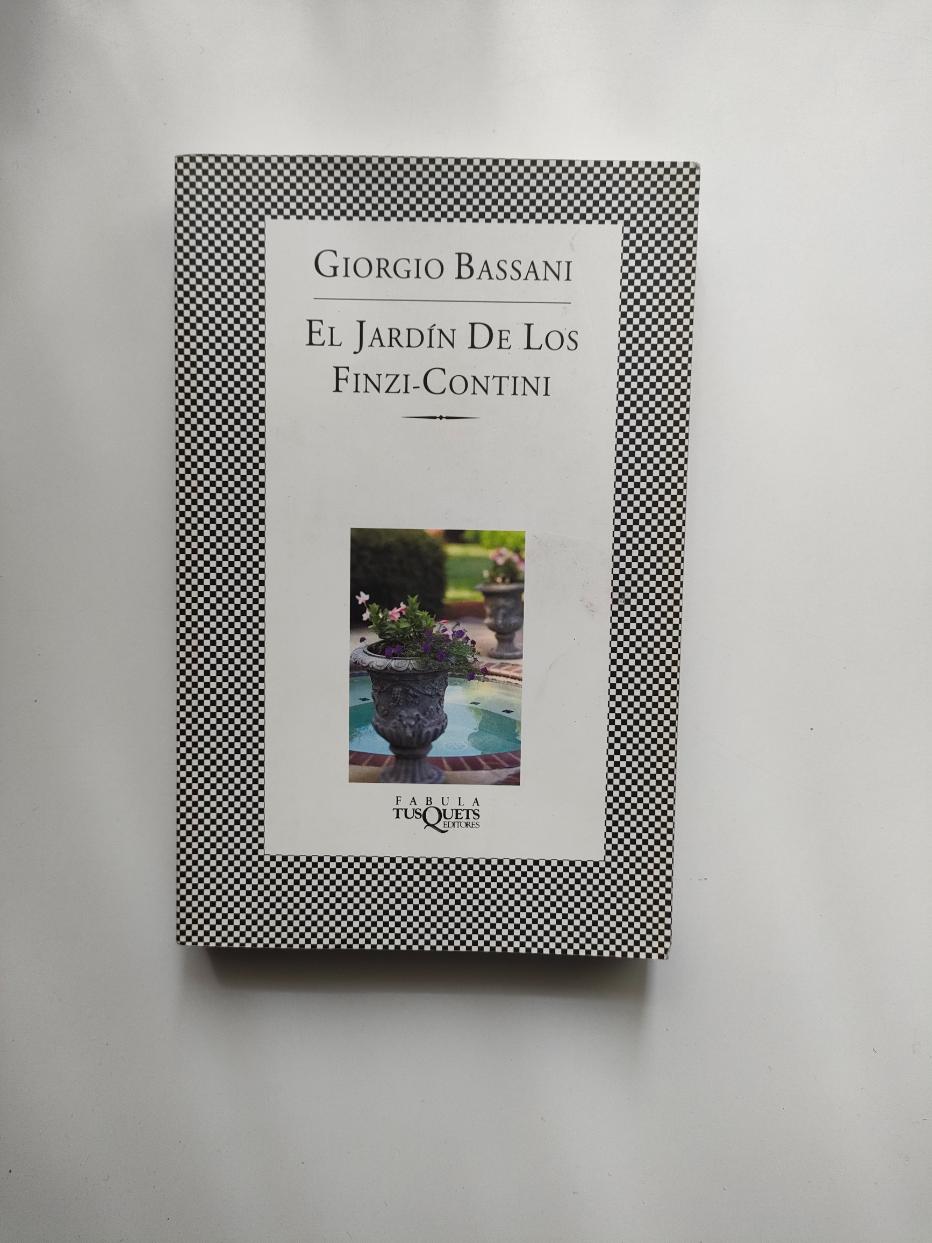 GIORGIO BASSANI
EL JARDÍN DE LOS
FINZI-CONTINI
FABULA
TUSQUETS
EDITORES